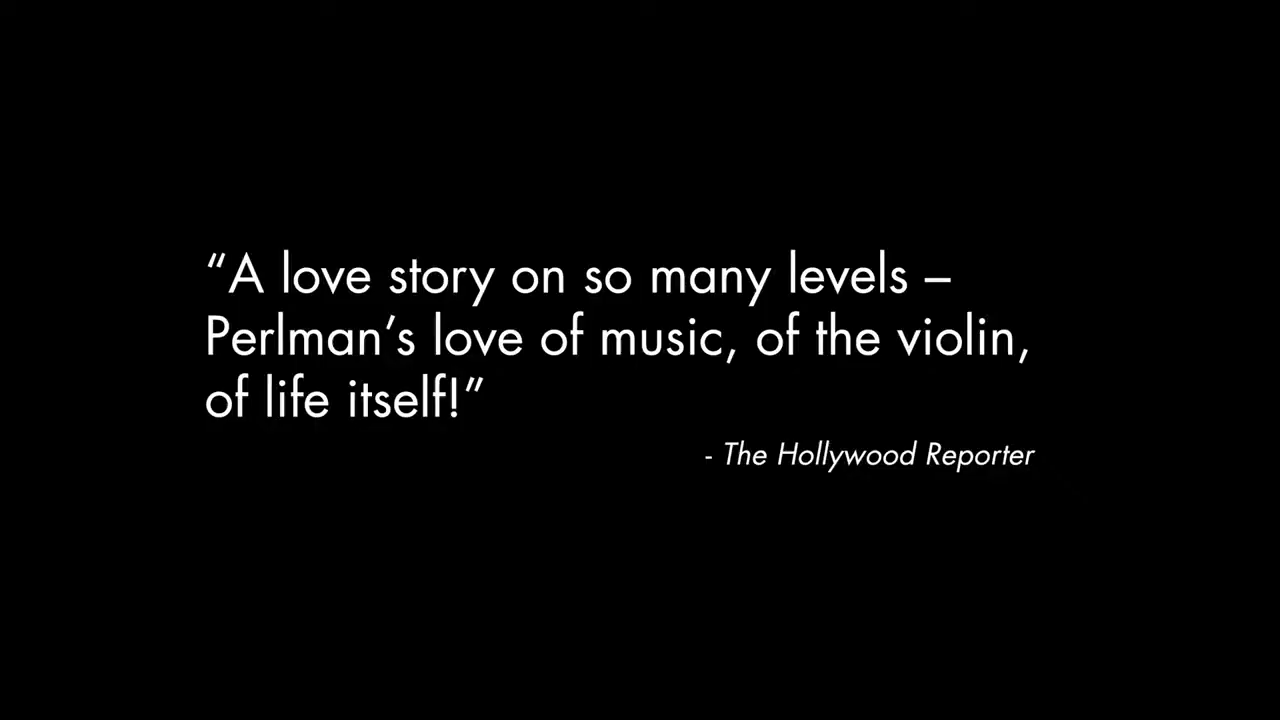 “A love story on so many levels –
Perlman’s love of music, of the violin,
of life itself!”
- The Hollywood Reporter